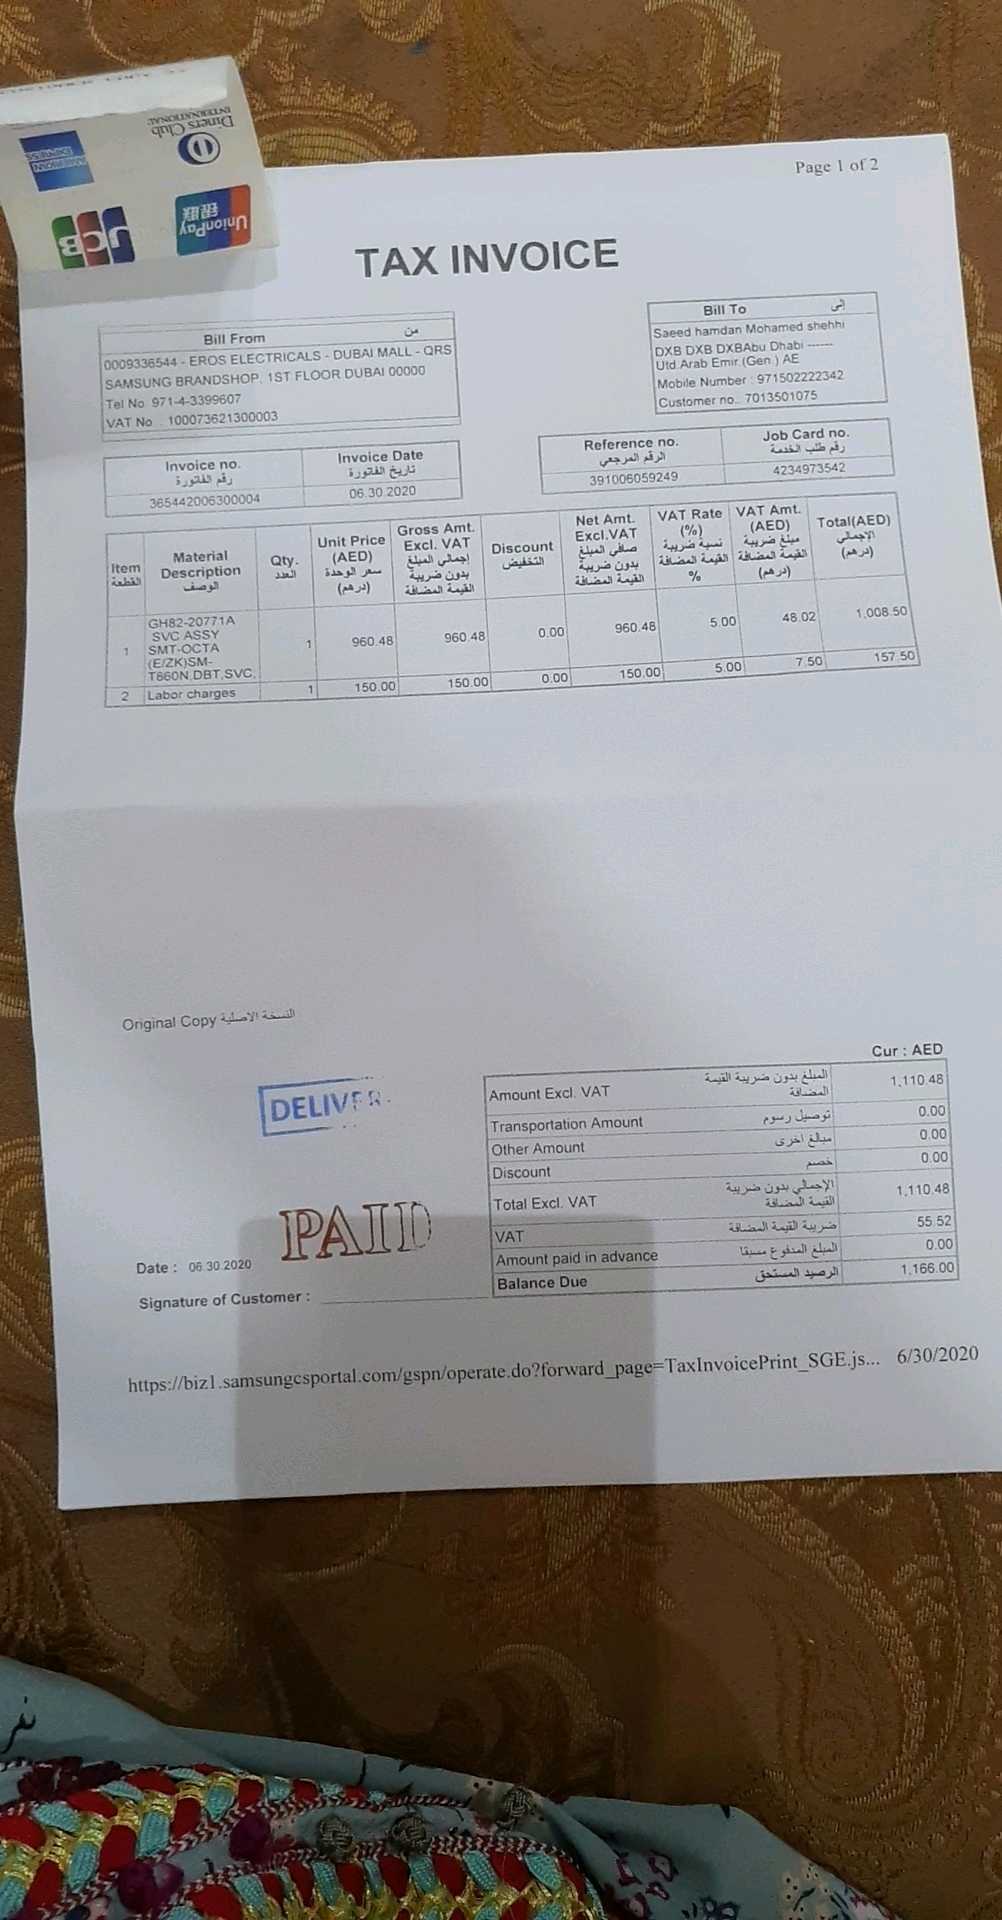 Diners Club
INTERNATIONAL
AMERICAN
EXPRESS
JCB
UnionPay
银联
Page 1 of 2
TAX INVOICE
Bill From من
0009336544 - EROS ELECTRICALS - DUBAI MALL - QRS
SAMSUNG BRANDSHOP, 1ST FLOOR DUBAI 00000
Tel No 971-4-3399607
VAT No : 100073621300003
Bill To إلى
Saeed hamdan Mohamed shehhi
DXB DXB DXBAbu Dhabi ------
Utd.Arab Emir.(Gen.) AE
Mobile Number : 971502222342
Customer no.: 7013501075
Invoice no. Invoice Date
رقم الفاتورة تاريخ الفاتورة
365442006300004 06.30.2020
Reference no. Job Card no.
الرقم المرجعي رقم طلب الخدمة
391006059249 4234973542
Item القطعة
Material Description الوصف
Qty. العدد
Unit Price (AED) سعر الوحدة (درهم)
Gross Amt. Excl. VAT إجمالي المبلغ بدون ضريبة القيمة المضافة
Discount التخفيض
Net Amt. Excl.VAT صافي المبلغ بدون ضريبة القيمة المضافة
VAT Rate (%) نسبة ضريبة القيمة المضافة %
VAT Amt. (AED) مبلغ ضريبة القيمة المضافة (درهم)
Total(AED) الإجمالي (درهم)
1 GH82-20771A SVC ASSY SMT-OCTA (E/ZK)SM-T860N,DBT,SVC, 1 960.48 960.48 0.00 960.48 5.00 48.02 1,008.50
2 Labor charges 1 150.00 150.00 0.00 150.00 5.00 7.50 157.50
Original Copy النسخة الاصلية
DELIVER
PAID
Date : 06.30.2020
Signature of Customer :
Cur : AED
Amount Excl. VAT المبلغ بدون ضريبة القيمة المضافة 1,110.48
Transportation Amount توصيل رسوم 0.00
Other Amount مبالغ اخرى 0.00
Discount خصم 0.00
Total Excl. VAT الإجمالي بدون ضريبة القيمة المضافة 1,110.48
VAT ضريبة القيمة المضافة 55.52
Amount paid in advance المبلغ المدفوع مسبقا 0.00
Balance Due الرصيد المستحق 1,166.00
https://biz1.samsungcsportal.com/gspn/operate.do?forward_page=TaxInvoicePrint_SGE.js... 6/30/2020